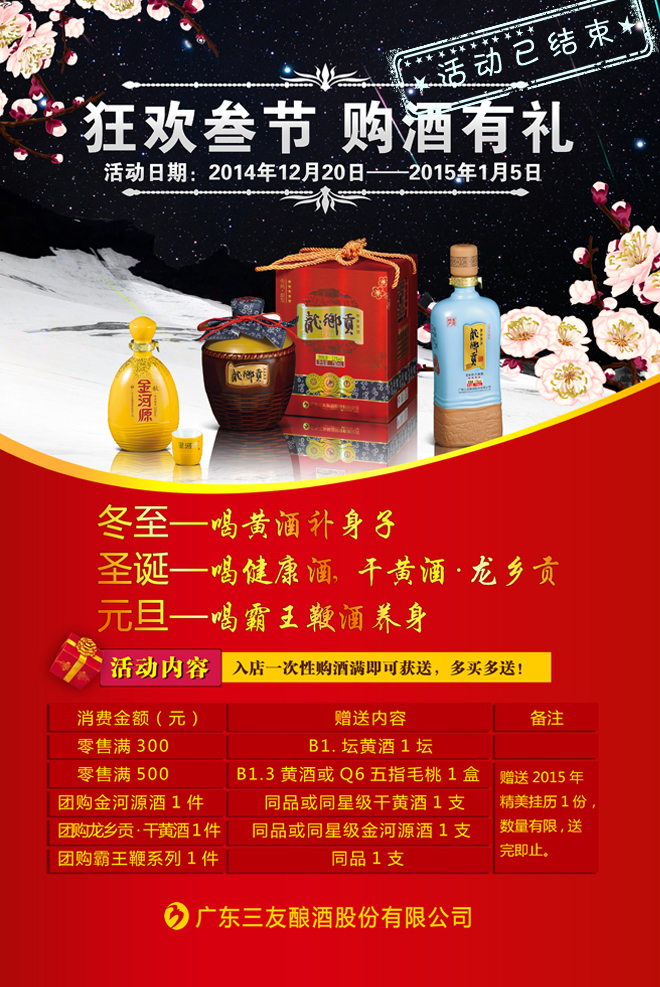 ★活动已结束★
狂欢叁节 购酒有礼
活动日期：2014年12月20日——2015年1月5日
龍鄉貢
龍鄉貢
龍鄉貢
金河源
冬至—喝黄酒补身子
圣诞—喝健康酒，干黄酒·龙乡贡
元旦—喝霸王鞭酒养身
活动内容 入店一次性购酒满即可获送，多买多送！
消费金额（元） 赠送内容 备注
零售满 300 B1. 坛黄酒 1 坛
零售满 500 B1.3 黄酒或 Q6 五指毛桃 1 盒
团购金河源酒 1 件 同品或同星级干黄酒 1 支
团购龙乡贡·干黄酒 1 件 同品或同星级金河源酒 1 支
团购霸王鞭系列 1 件 同品 1 支
赠送 2015 年
精美挂历 1 份，
数量有限，送
完即止。
广东三友酿酒股份有限公司